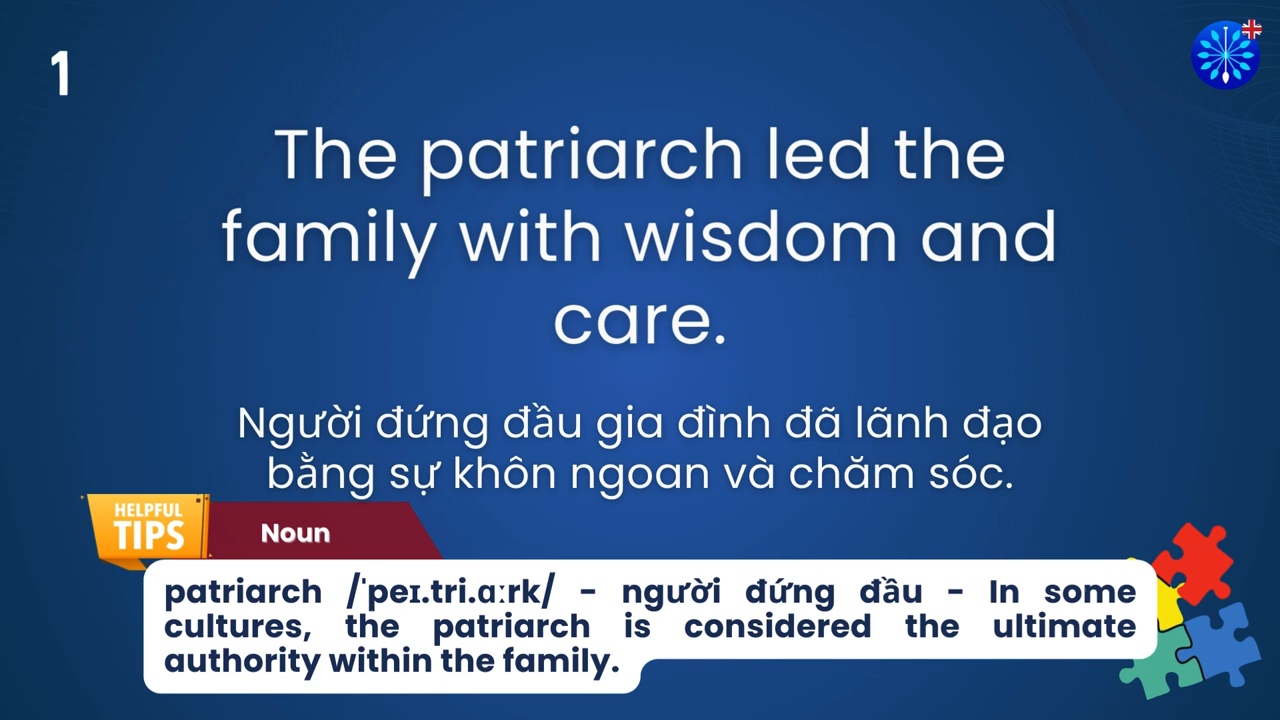 1
The patriarch led the
family with wisdom and
care.
Người đứng đầu gia đình đã lãnh đạo
bằng sự khôn ngoan và chăm sóc.
HELPFUL
TIPS
Noun
patriarch /ˈpeɪ.tri.ɑːrk/ - người đứng đầu - In some
cultures, the patriarch is considered the ultimate
authority within the family.